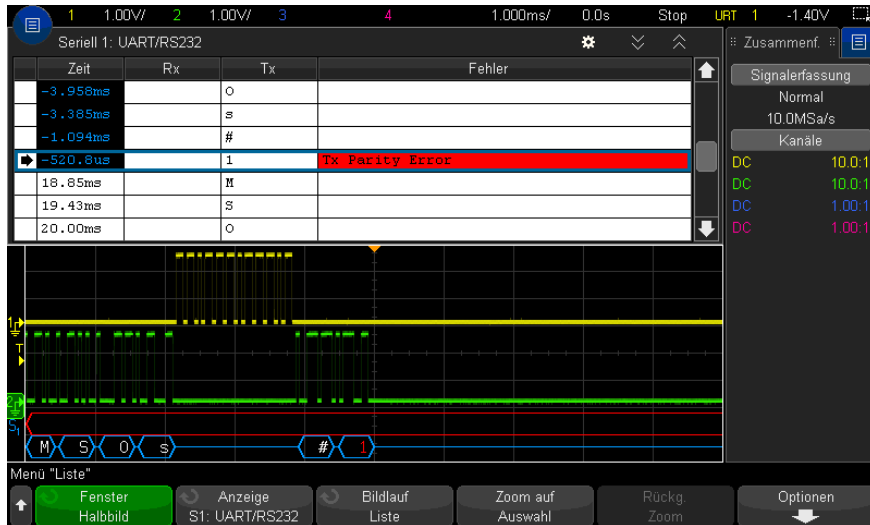 1 1.00V/ 2 1.00V/ 3 4 1.000ms/ 0.0s Stop URT 1 -1.40V
Seriell 1: UART/RS232
Zusammenf.
Zeit Rx Tx Fehler
-3.958ms O
-3.385ms s
-1.094ms #
-520.8us 1 Tx Parity Error
18.85ms M
19.43ms S
20.00ms O
Signalerfassung
Normal
10.0MSa/s
Kanäle
DC 10.0:1
DC 10.0:1
DC 1.00:1
DC 1.00:1
1
T
2
S1
M S O s # 1
Menü "Liste"
Fenster
Halbbild
Anzeige
S1: UART/RS232
Bildlauf
Liste
Zoom auf
Auswahl
Rückg.
Zoom
Optionen